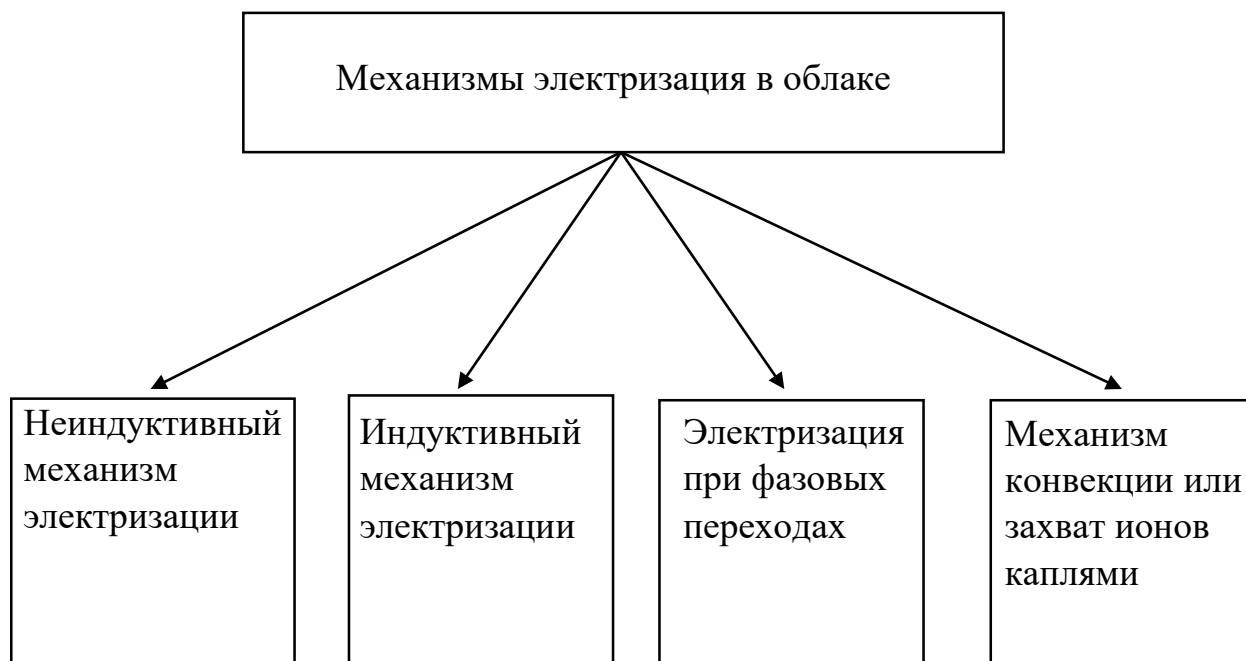 Механизмы электризация в облаке
Неиндуктивный
механизм
электризации
Индуктивный
механизм
электризации
Электризация
при фазовых
переходах
Механизм
конвекции или
захват ионов
каплями